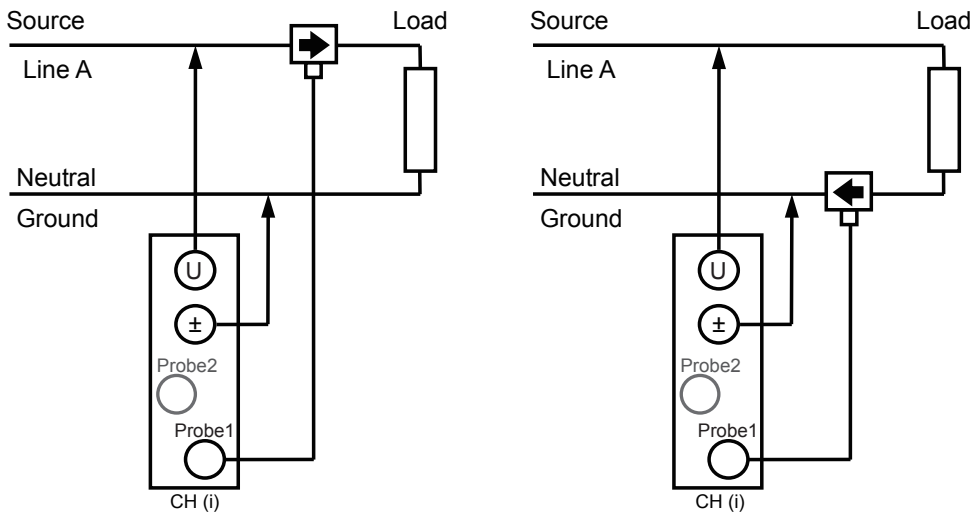 Source
Load
Line A
Neutral
Ground
U
±
Probe2
Probe1
CH (i)
Source
Load
Line A
Neutral
Ground
U
±
Probe2
Probe1
CH (i)